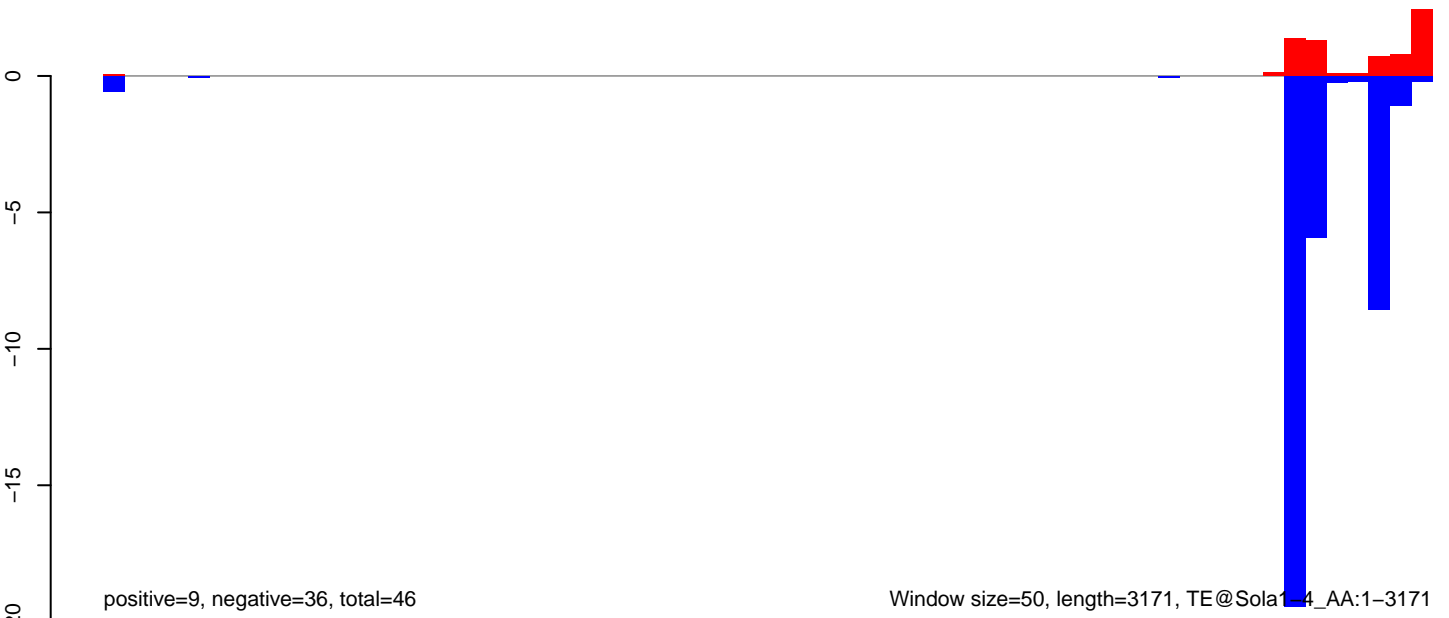 0
−5
−10
−15
20
positive=9, negative=36, total=46
Window size=50, length=3171, TE@Sola1−4_AA:1−3171